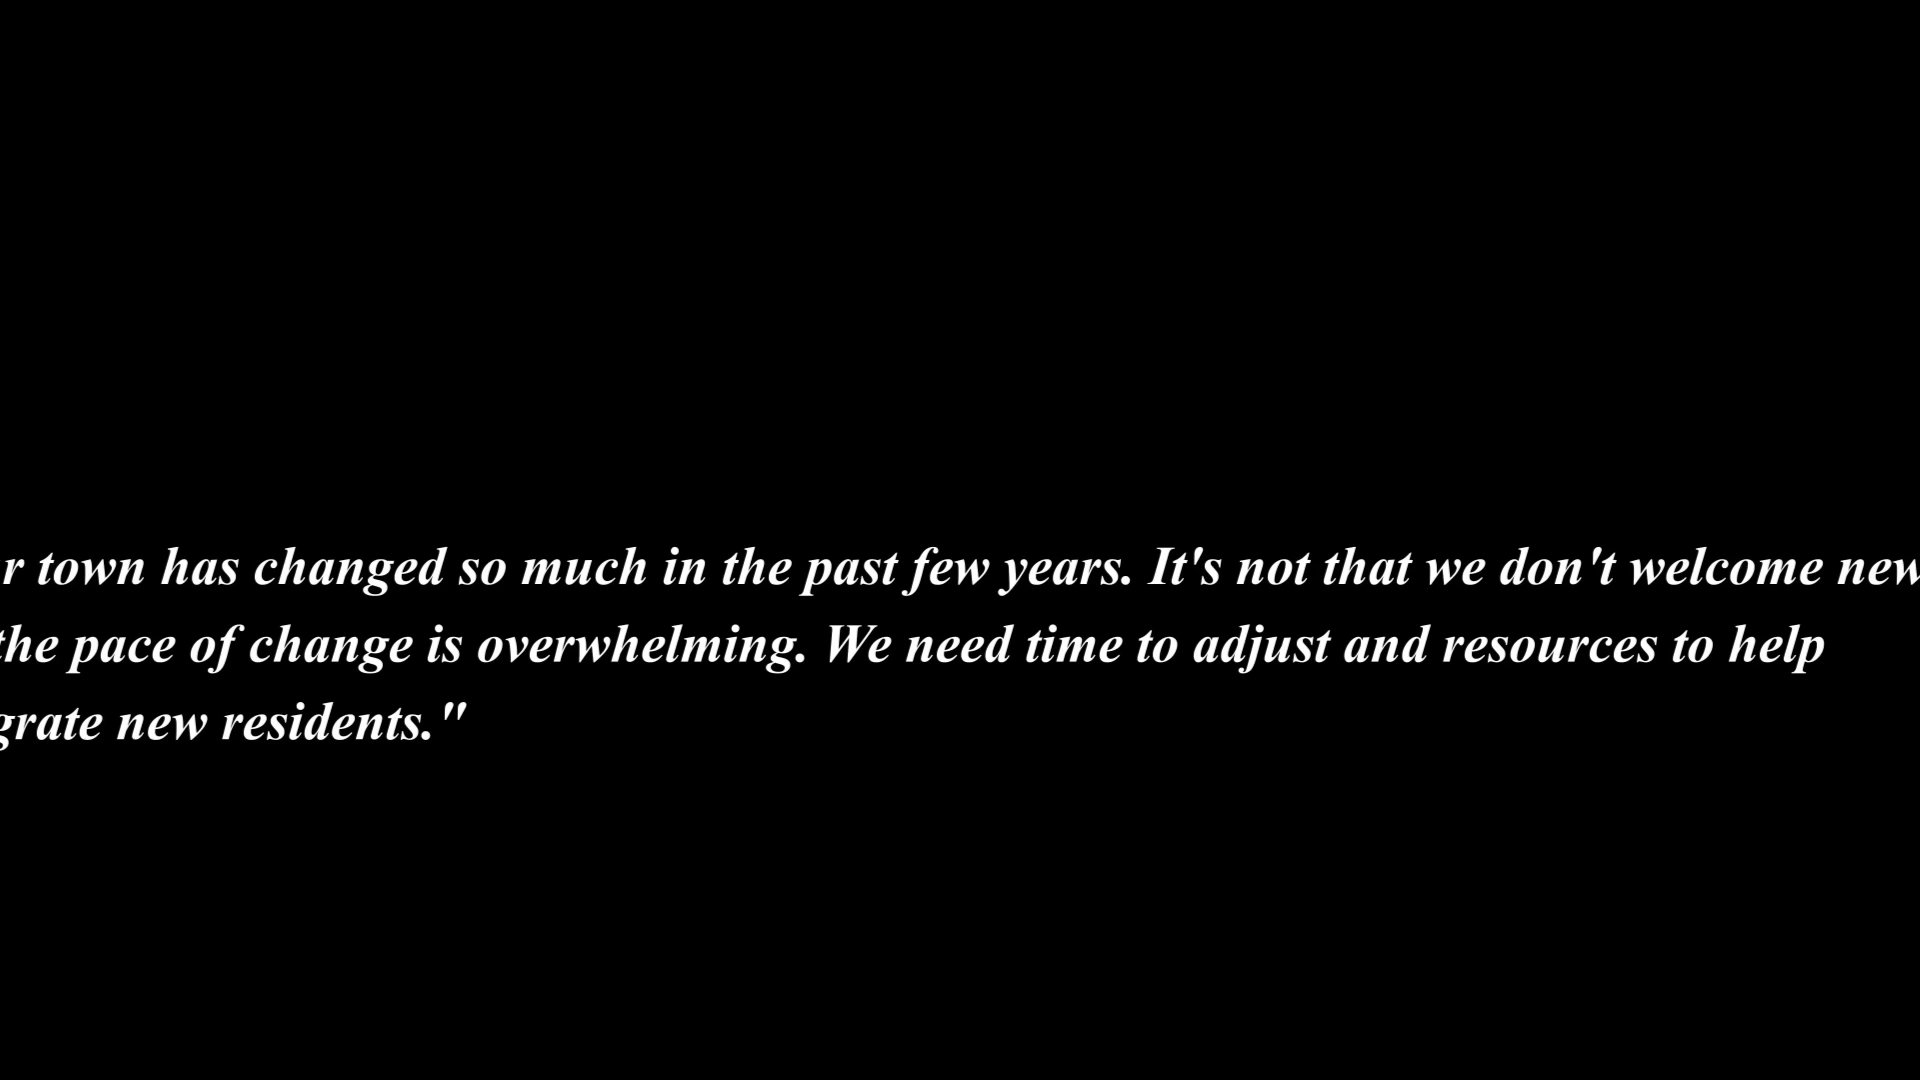 r town has changed so much in the past few years. It's not that we don't welcome new
the pace of change is overwhelming. We need time to adjust and resources to help
grate new residents."